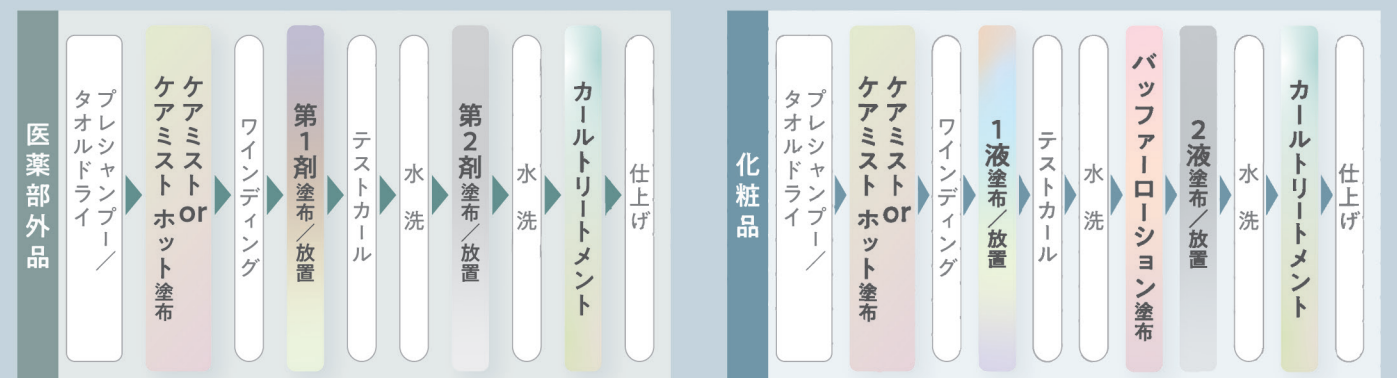 医薬部外品
プレシャンプー／
タオルドライ
ケアミスト or
ケアミスト ホット塗布
ワインディング
第1剤塗布／放置
テストカール
水洗
第2剤塗布／放置
水洗
カールトリートメント
仕上げ
化粧品
プレシャンプー／
タオルドライ
ケアミスト or
ケアミスト ホット塗布
ワインディング
1液塗布／放置
テストカール
水洗
バッファーローション塗布
2液塗布／放置
水洗
カールトリートメント
仕上げ